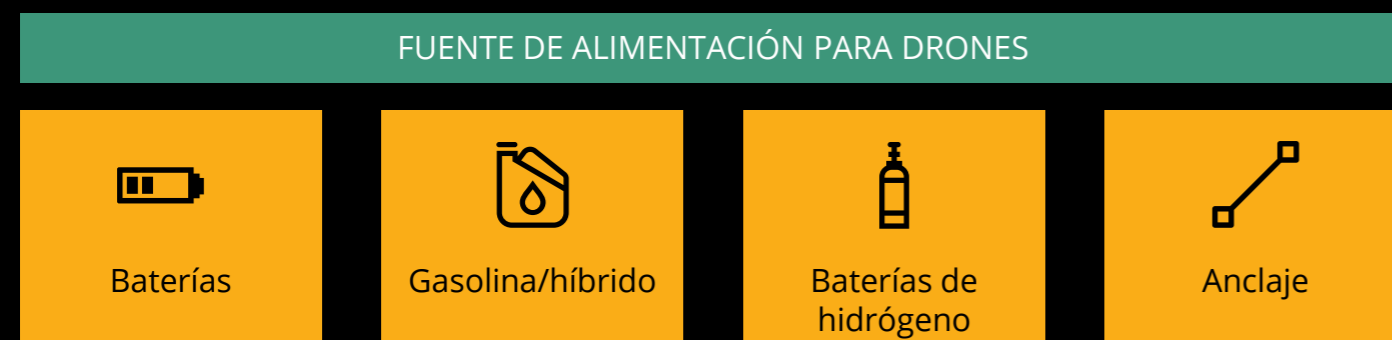 FUENTE DE ALIMENTACIÓN PARA DRONES
Baterías
Gasolina/híbrido
Baterías de
hidrógeno
Anclaje